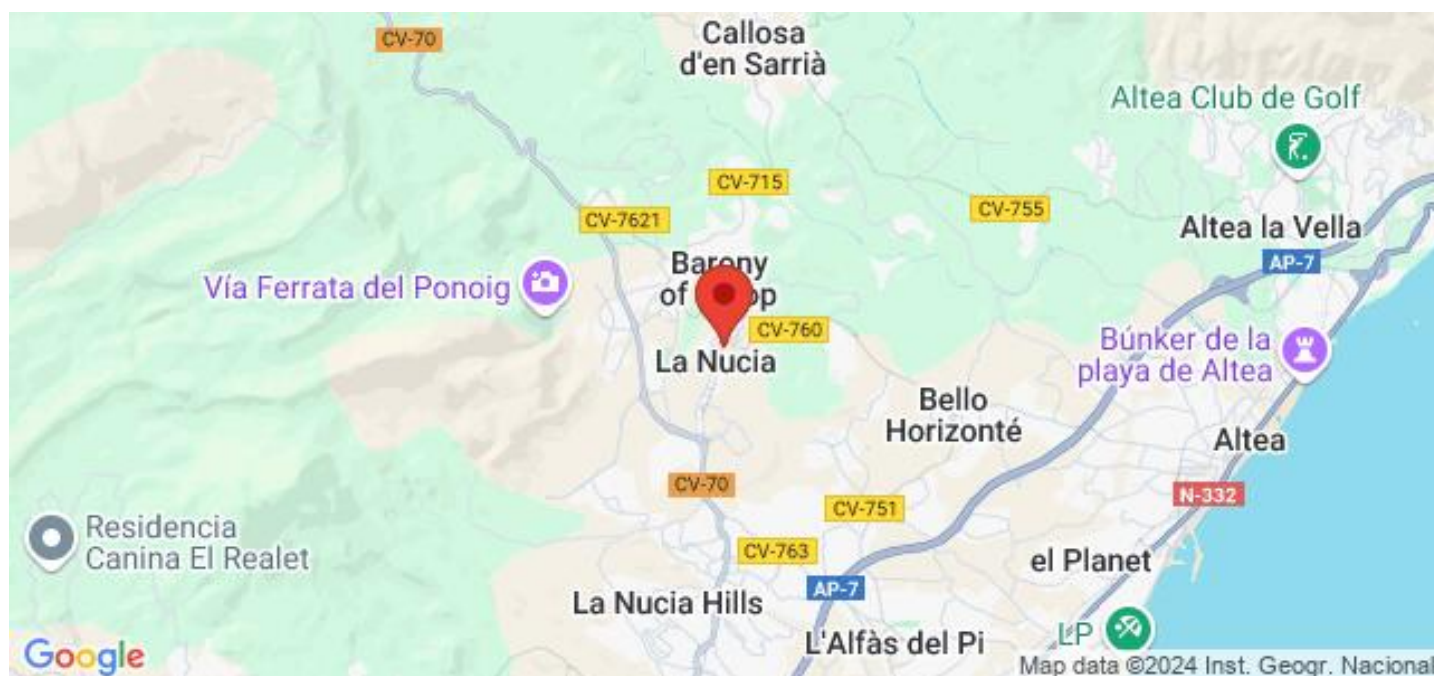 CV-70
Callosa
d'en Sarrià
Altea Club de Golf
CV-715
CV-7621
CV-755
Altea la Vella
AP-7
Barony
Vía Ferrata del Ponoig
CV-760
La Nucia
Búnker de la
playa de Altea
Bello
Horizonté
Altea
CV-70
N-332
CV-751
Residencia
Canina El Realet
CV-763
el Planet
AP-7
La Nucia Hills
L'Alfàs del Pi
LP
Google
Map data ©2024 Inst. Geogr. Nacional